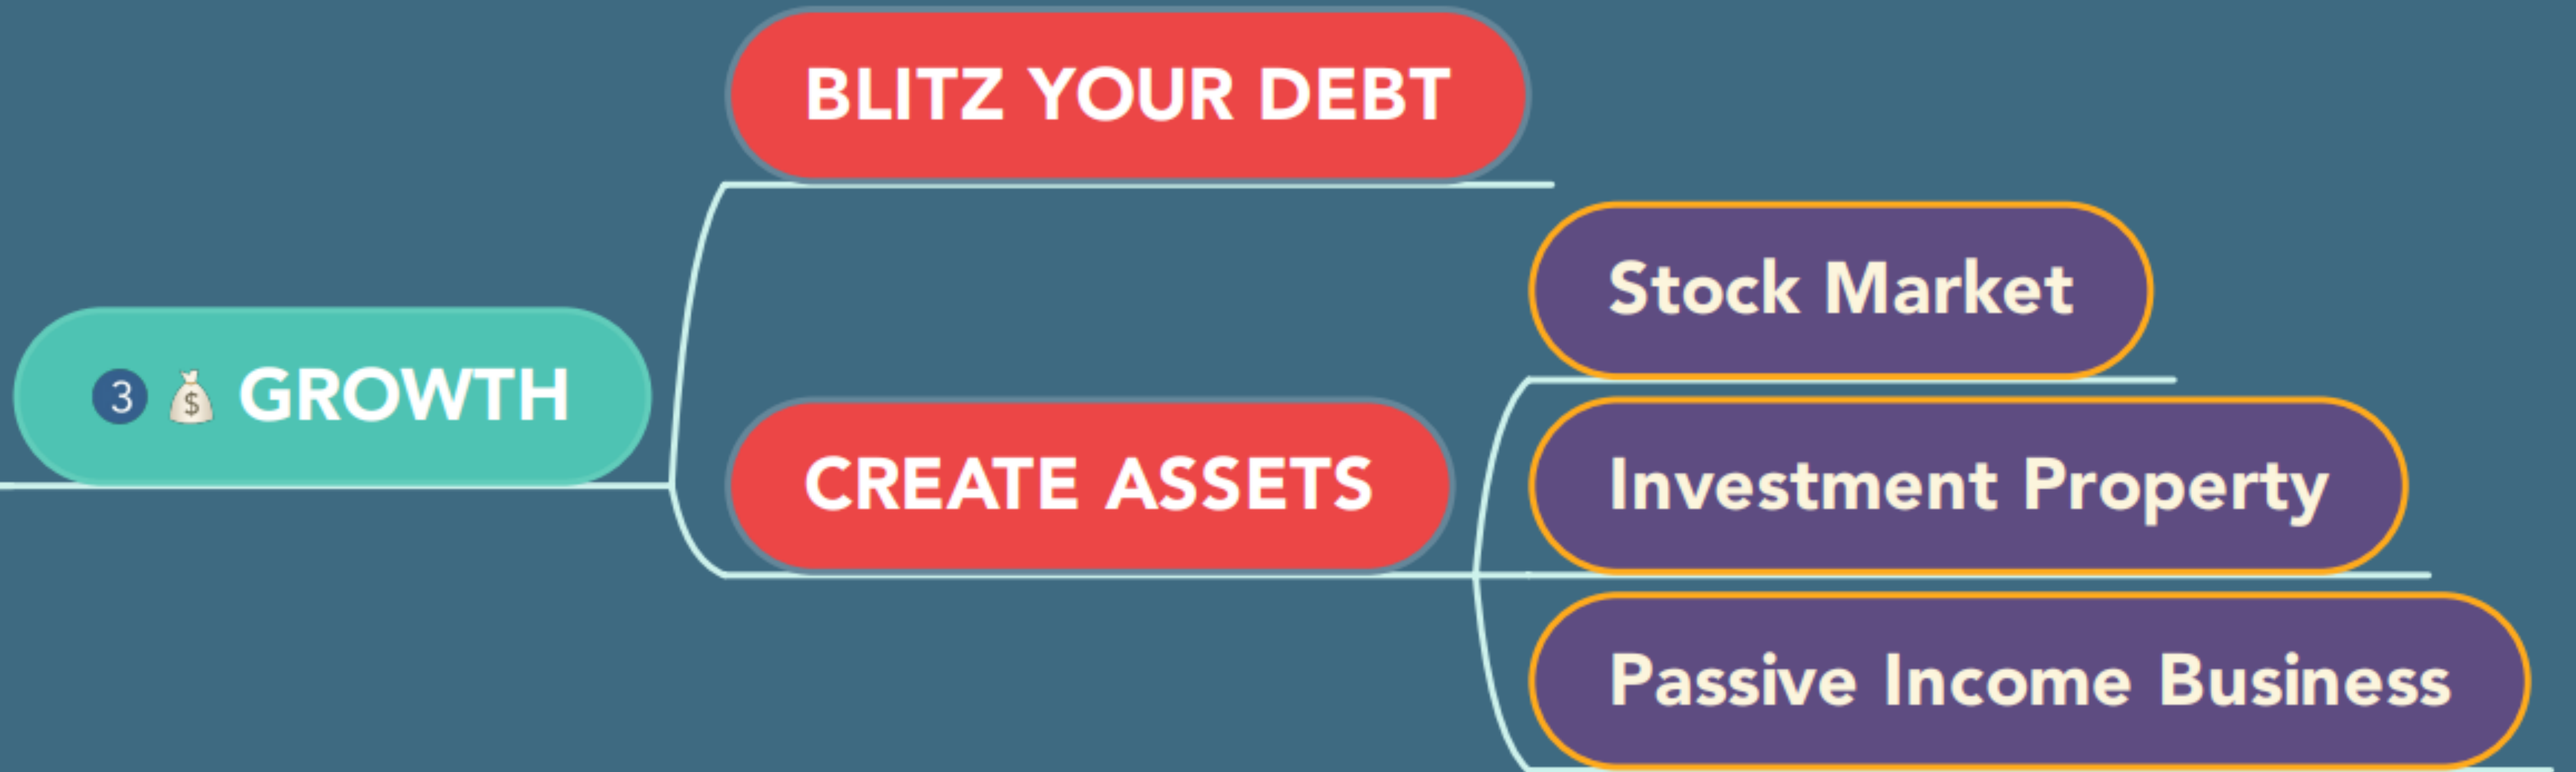 BLITZ YOUR DEBT
Stock Market
3 💰 GROWTH
CREATE ASSETS
Investment Property
Passive Income Business